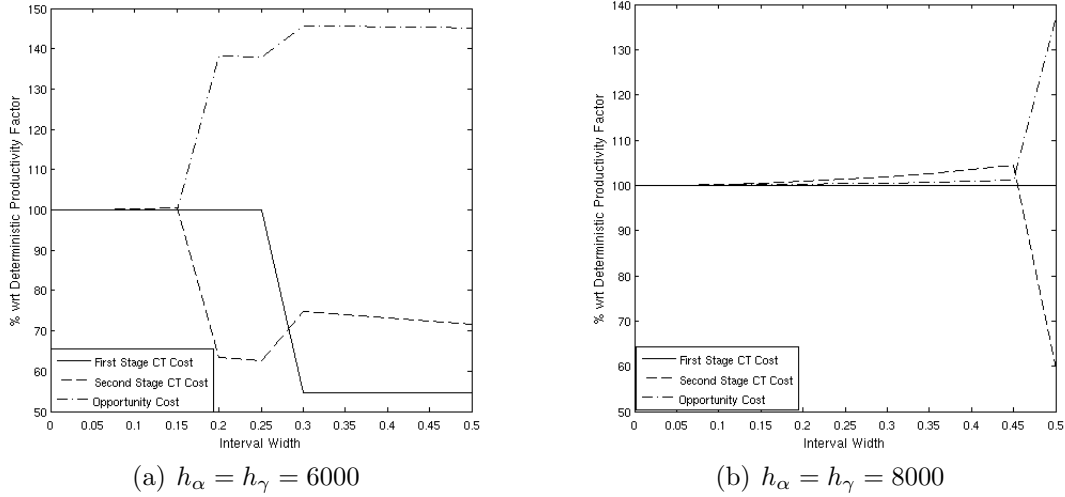 150
140
130
120
110
100
90
80
70
60
50
% wrt Deterministic Productivity Factor
First Stage CT Cost
Second Stage CT Cost
Opportunity Cost
0 0.05 0.1 0.15 0.2 0.25 0.3 0.35 0.4 0.45 0.5
Interval Width
(a) hα = hγ = 6000
140
130
120
110
100
90
80
70
60
50
% wrt Deterministic Productivity Factor
First Stage CT Cost
Second Stage CT Cost
Opportunity Cost
0 0.05 0.1 0.15 0.2 0.25 0.3 0.35 0.4 0.45 0.5
Interval Width
(b) hα = hγ = 8000